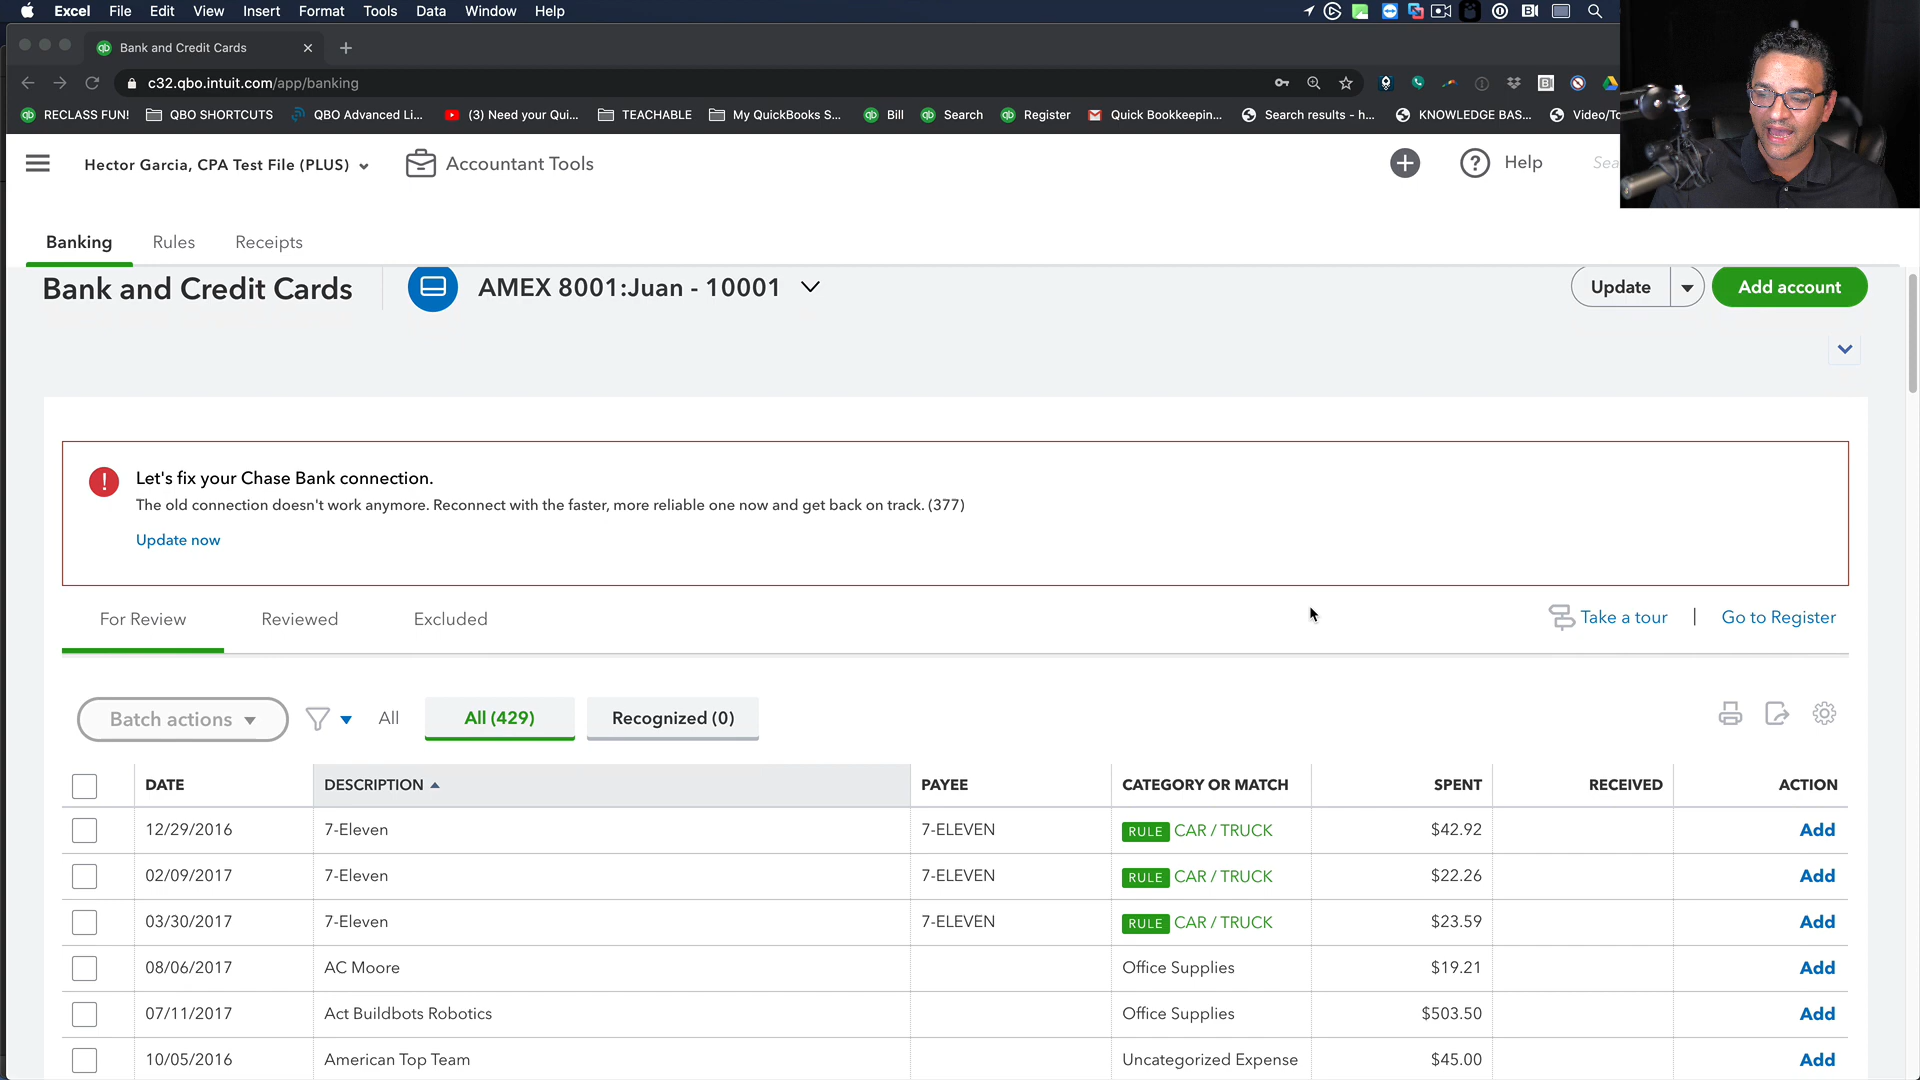 Excel File Edit View Insert Format Tools Data Window Help
Bank and Credit Cards
c32.qbo.intuit.com/app/banking
RECLASS FUN! QBO SHORTCUTS QBO Advanced Li... (3) Need your Qui... TEACHABLE My QuickBooks S... Bill Search Register Quick Bookkeepin... Search results - h... KNOWLEDGE BAS... Video/To
Hector Garcia, CPA Test File (PLUS) Accountant Tools Help Sea
Banking Rules Receipts
Bank and Credit Cards AMEX 8001:Juan - 10001 Update Add account
Let's fix your Chase Bank connection.
The old connection doesn't work anymore. Reconnect with the faster, more reliable one now and get back on track. (377)
Update now
For Review Reviewed Excluded Take a tour | Go to Register
Batch actions All All (429) Recognized (0)
DATE DESCRIPTION PAYEE CATEGORY OR MATCH SPENT RECEIVED ACTION
12/29/2016 7-Eleven 7-ELEVEN RULE CAR / TRUCK $42.92 Add
02/09/2017 7-Eleven 7-ELEVEN RULE CAR / TRUCK $22.26 Add
03/30/2017 7-Eleven 7-ELEVEN RULE CAR / TRUCK $23.59 Add
08/06/2017 AC Moore Office Supplies $19.21 Add
07/11/2017 Act Buildbots Robotics Office Supplies $503.50 Add
10/05/2016 American Top Team Uncategorized Expense $45.00 Add